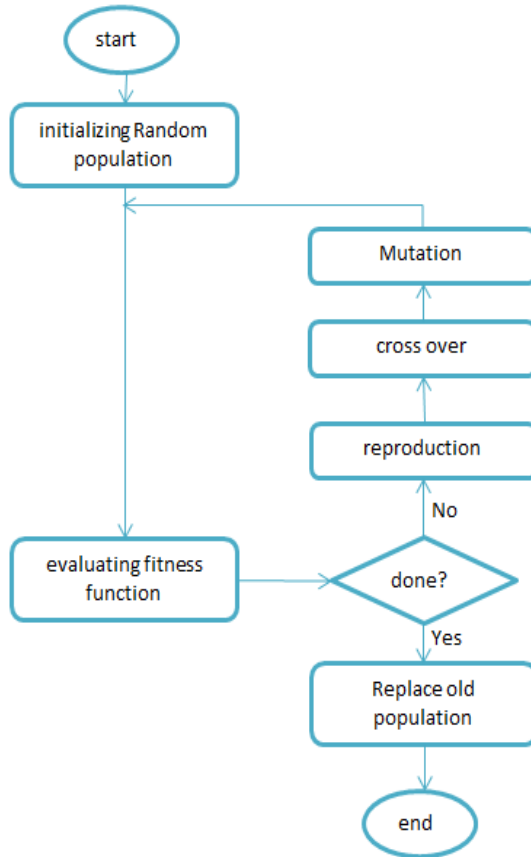 start
initializing Random
population
Mutation
cross over
reproduction
No
evaluating fitness
function
done?
Yes
Replace old
population
end